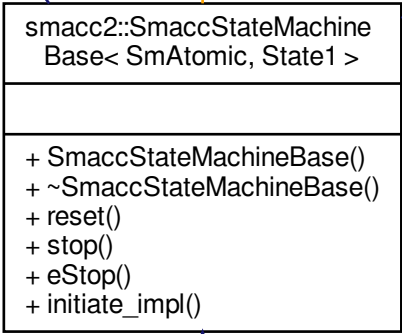 smacc2::SmaccStateMachine
Base< SmAtomic, State1 >
+ SmaccStateMachineBase()
+ ~SmaccStateMachineBase()
+ reset()
+ stop()
+ eStop()
+ initiate_impl()